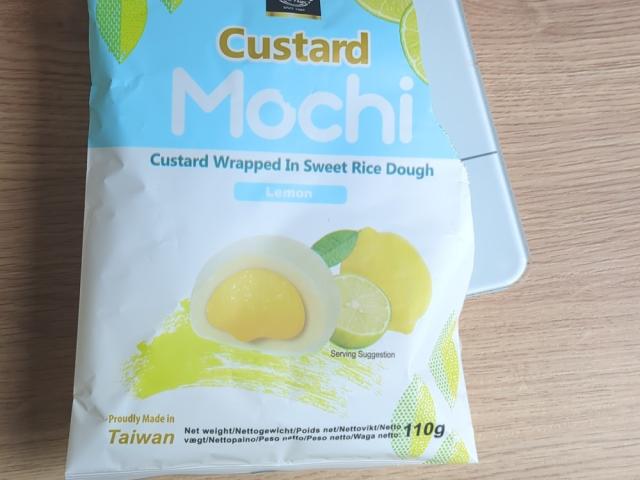 Custard
Mochi
Custard Wrapped In Sweet Rice Dough
Lemon
Serving Suggestion
Proudly Made in
Taiwan
Net weight/Nettogewicht/Poids net/Nettovikt/Netto
vægt/Nettopaino/Peso netto/Peso netto/Waga netto: 110g